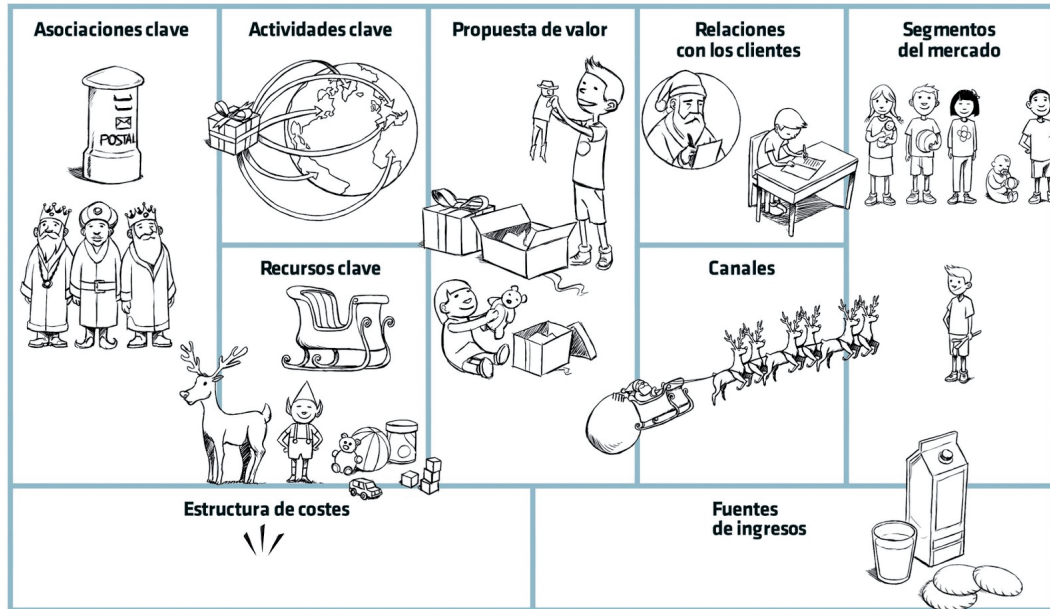 Asociaciones clave
POSTAL
Actividades clave
Recursos clave
Propuesta de valor
Relaciones
con los clientes
Canales
Segmentos
del mercado
Estructura de costes
Fuentes
de ingresos